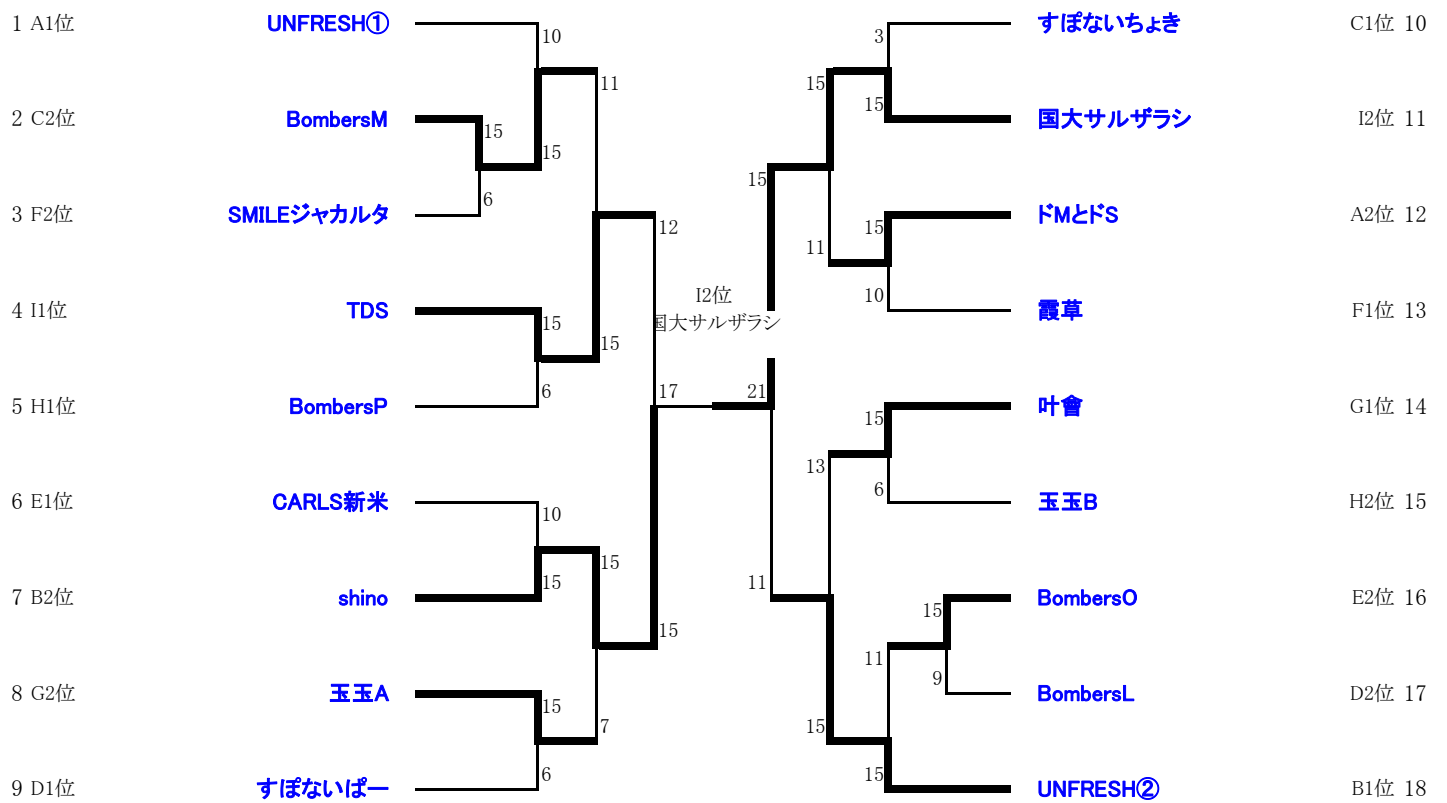 1 A1位 UNFRESH①
10
11
2 C2位 BombersM
15
15
3 F2位 SMILEジャカルタ
6
12
4 I1位 TDS
15
15
5 H1位 BombersP
6
17
6 E1位 CARLS新米
10
15
7 B2位 shino
15
15
8 G2位 玉玉A
15
7
9 D1位 すぽないぱー
6
I2位
国大サルザラシ
21
すぽないちょき C1位 10
3
15
国大サルザラシ I2位 11
15
15
ドMとドS A2位 12
15
11
霞草 F1位 13
10
叶會 G1位 14
15
13
玉玉B H2位 15
6
11
BombersO E2位 16
15
11
BombersL D2位 17
9
15
UNFRESH② B1位 18
15